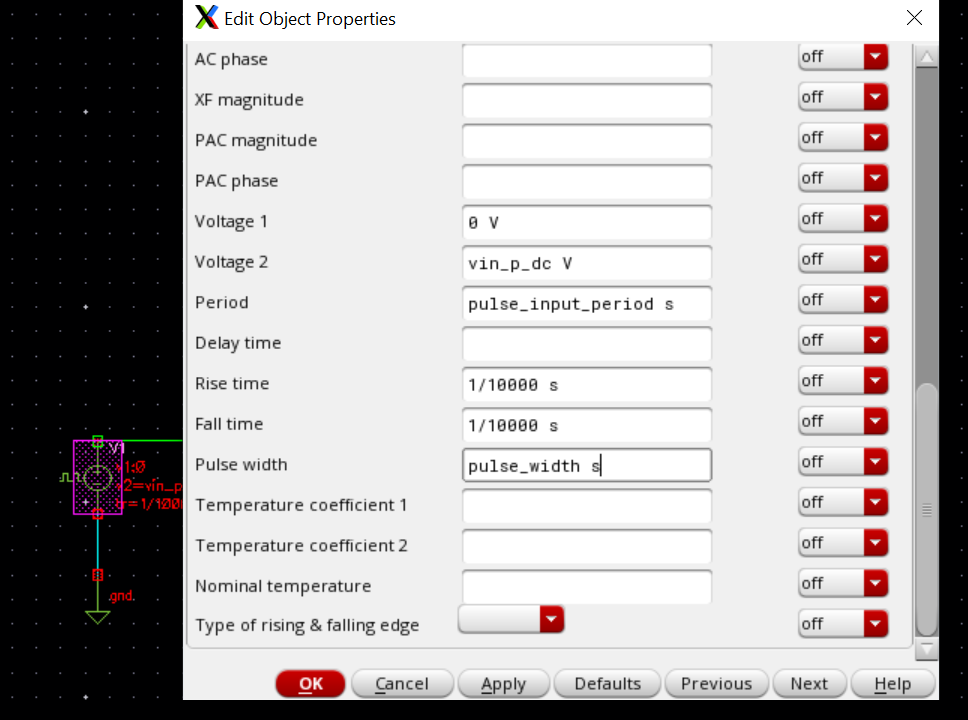 Edit Object Properties
AC phase off
XF magnitude off
PAC magnitude off
PAC phase off
Voltage 1 0 V off
Voltage 2 vin_p_dc V off
Period pulse_input_period s off
Delay time off
Rise time 1/10000 s off
Fall time 1/10000 s off
Pulse width pulse_width s off
Temperature coefficient 1 off
Temperature coefficient 2 off
Nominal temperature off
Type of rising & falling edge off
OK Cancel Apply Defaults Previous Next Help
V1
v1:0
v2=vin_p
gnd.